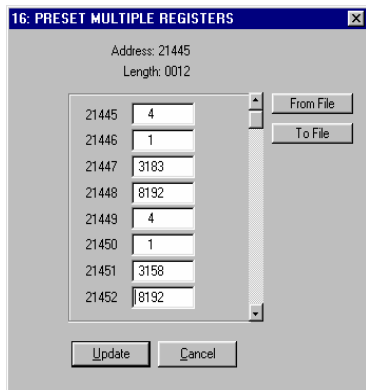 16: PRESET MULTIPLE REGISTERS
Address: 21445
Length: 0012
From File
To File
21445 4
21446 1
21447 3183
21448 8192
21449 4
21450 1
21451 3158
21452 8192
Update Cancel